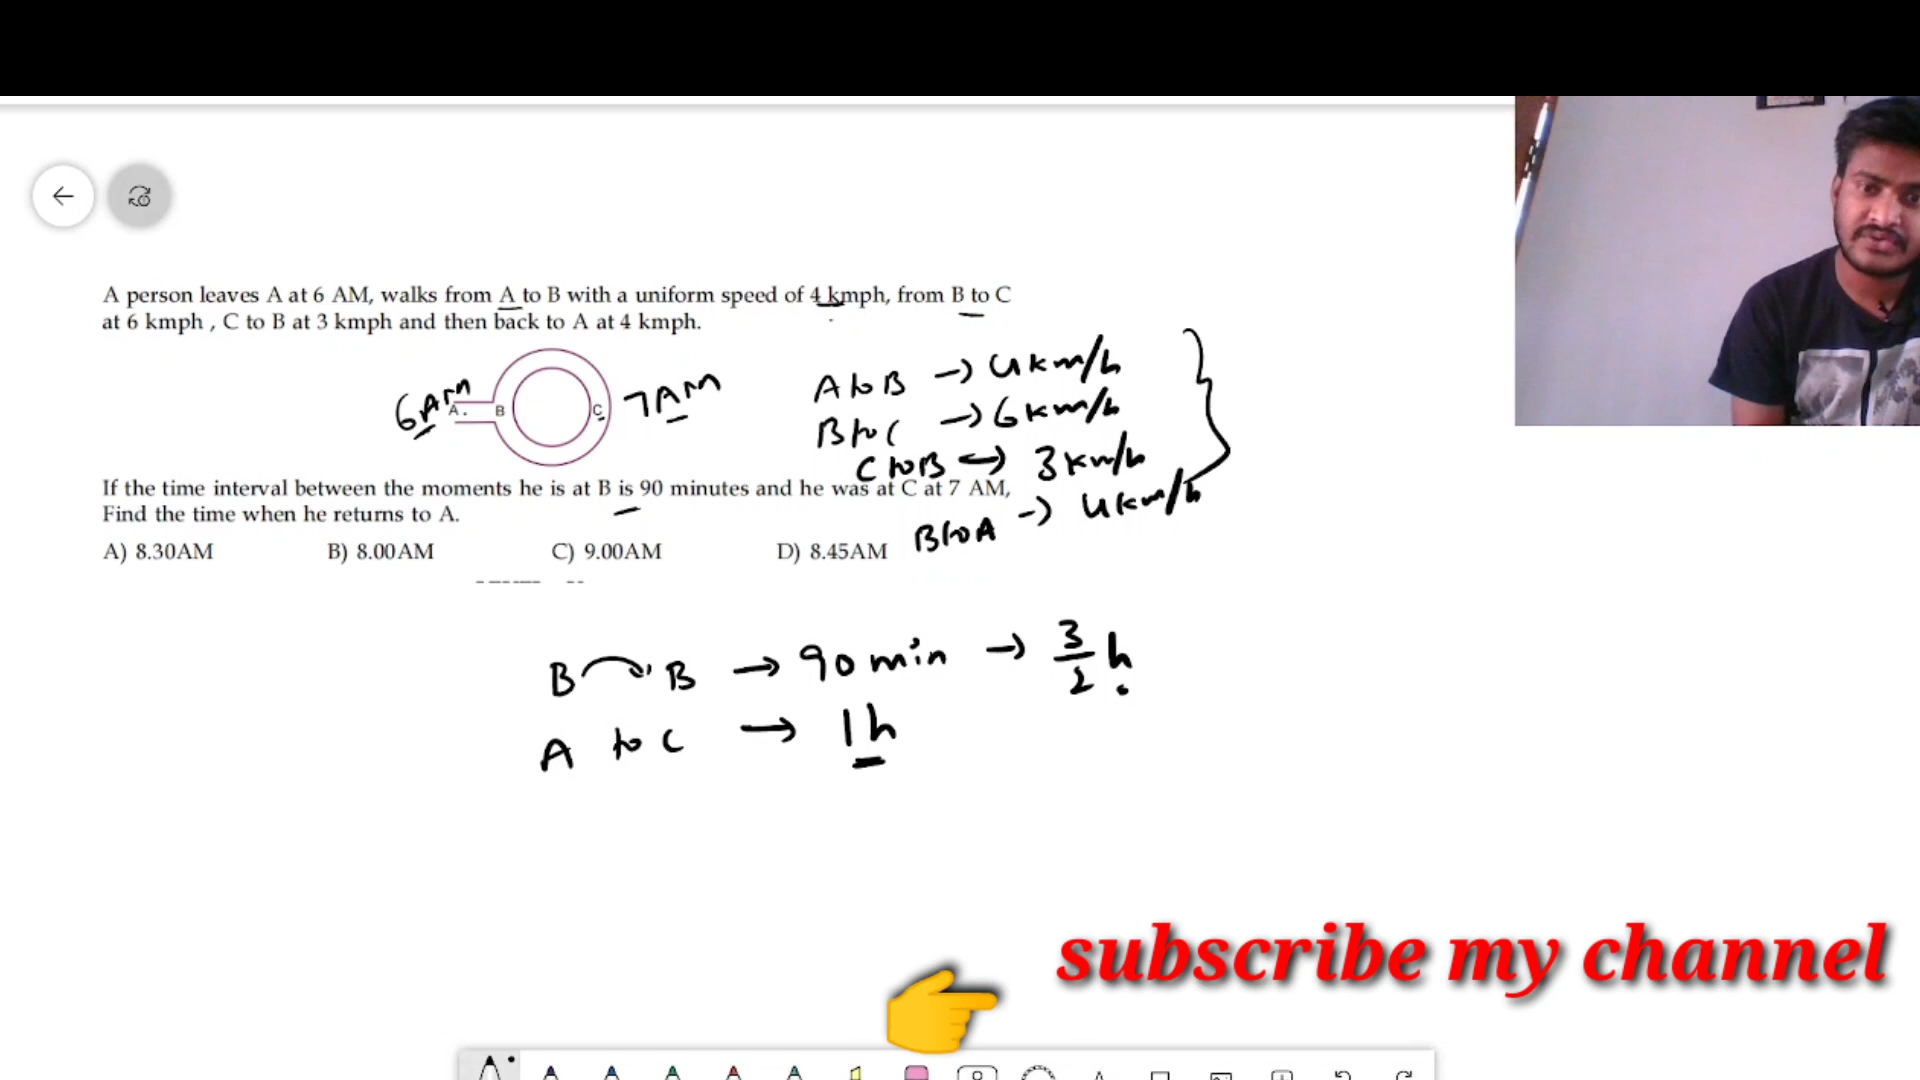 A person leaves A at 6 AM, walks from A to B with a uniform speed of 4 kmph, from B to C
at 6 kmph , C to B at 3 kmph and then back to A at 4 kmph.
6AM A. B C 7AM
A to B → 4km/h
B to C → 6km/h
C to B → 3km/h
B to A → 4km/h
If the time interval between the moments he is at B is 90 minutes and he was at C at 7 AM,
Find the time when he returns to A.
A) 8.30AM B) 8.00AM C) 9.00AM D) 8.45AM
B B → 90 min → 3/2 h
A to C → 1h
subscribe my channel